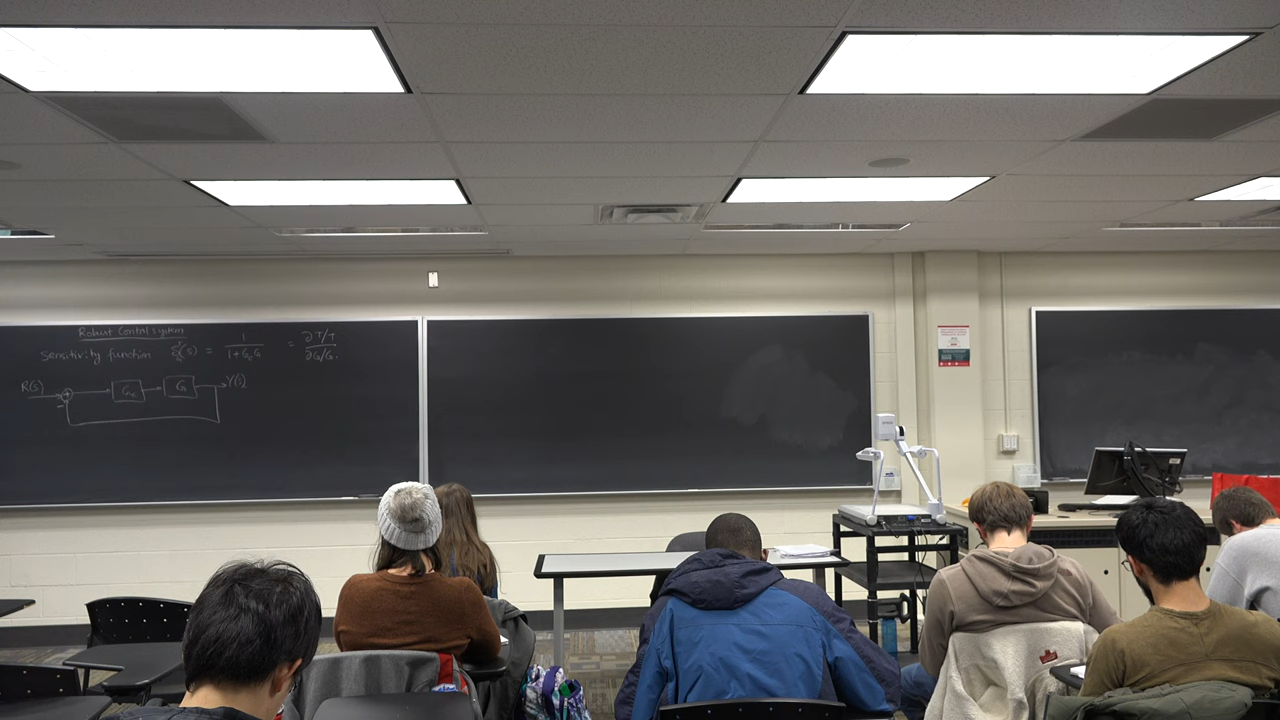 Robust Control system
Sensitivity function ξ(s) = 1/(1+GcG) = (∂T/T)/(∂G/G).
R(s) + - Gc G Y(s)